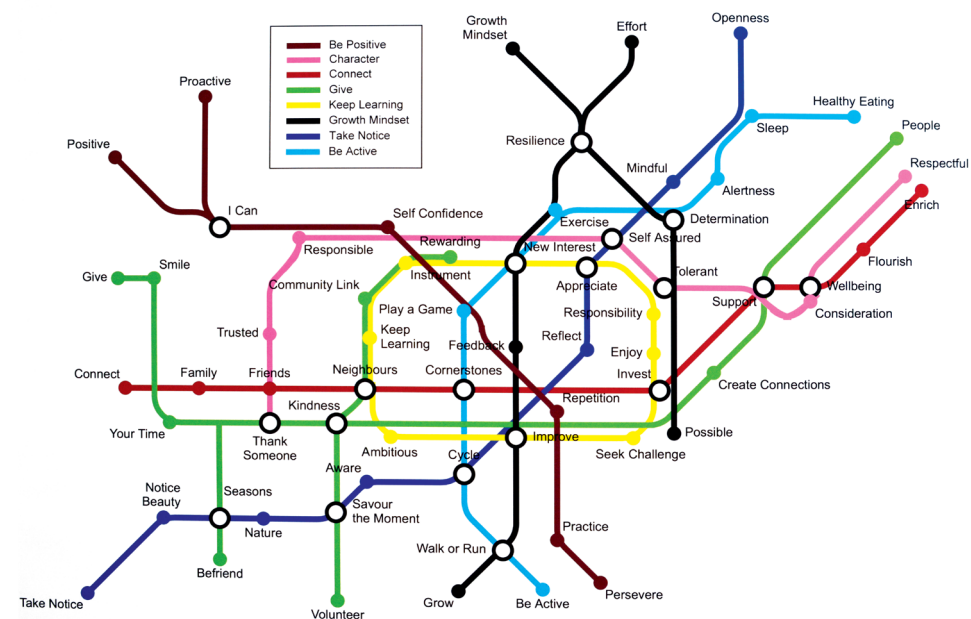 Be Positive
Character
Connect
Give
Keep Learning
Growth Mindset
Take Notice
Be Active
Growth
Mindset
Effort
Openness
Proactive
Healthy Eating
Sleep
People
Positive
Resilience
Mindful
Respectful
Alertness
Enrich
I Can
Self Confidence
Exercise
Determination
Responsible
Rewarding
New Interest
Self Assured
Flourish
Smile
Give
Community Link
Instrument
Appreciate
Tolerant
Support
Wellbeing
Play a Game
Responsibility
Consideration
Trusted
Keep
Learning
Feedback
Reflect
Enjoy
Connect
Family
Friends
Neighbours
Cornerstones
Invest
Create Connections
Repetition
Kindness
Your Time
Thank
Someone
Ambitious
Improve
Possible
Seek Challenge
Aware
Cycle
Notice
Beauty
Seasons
Savour
the Moment
Nature
Practice
Walk or Run
Befriend
Take Notice
Volunteer
Grow
Be Active
Persevere